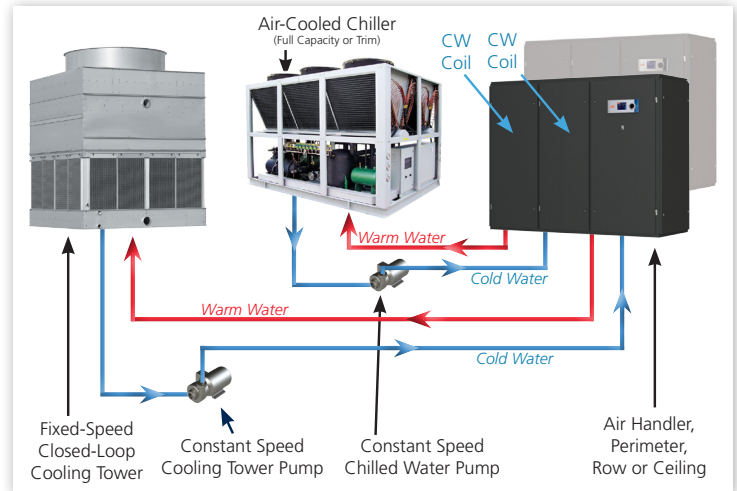 Air-Cooled Chiller
(Full Capacity or Trim)
CW
Coil
CW
Coil
Warm Water
Cold Water
Warm Water
Cold Water
Fixed-Speed
Closed-Loop
Cooling Tower
Constant Speed
Cooling Tower Pump
Constant Speed
Chilled Water Pump
Air Handler,
Perimeter,
Row or Ceiling